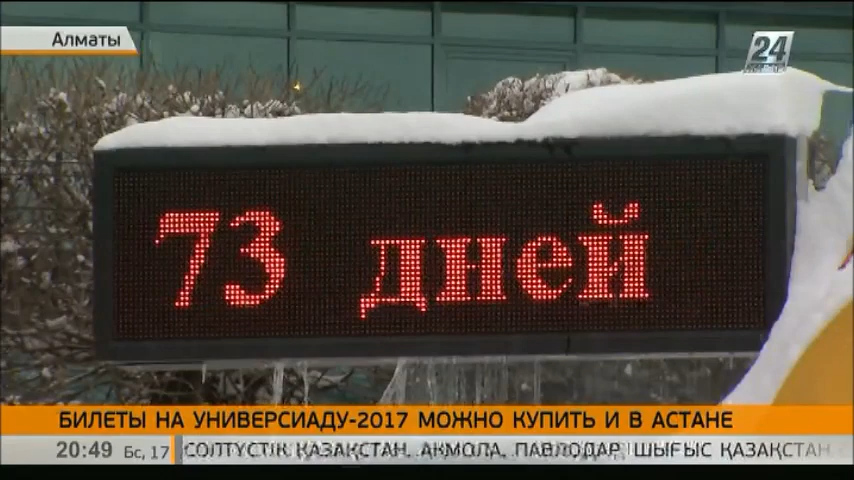 Алматы
24
73 дней
БИЛЕТЫ НА УНИВЕРСИАДУ-2017 МОЖНО КУПИТЬ И В АСТАНЕ
20:49 Бс, 17 СОЛТҮСТІК ҚАЗАҚСТАН, АҚМОЛА, ПАВЛОДАР, ШЫҒЫС ҚАЗАҚСТАН